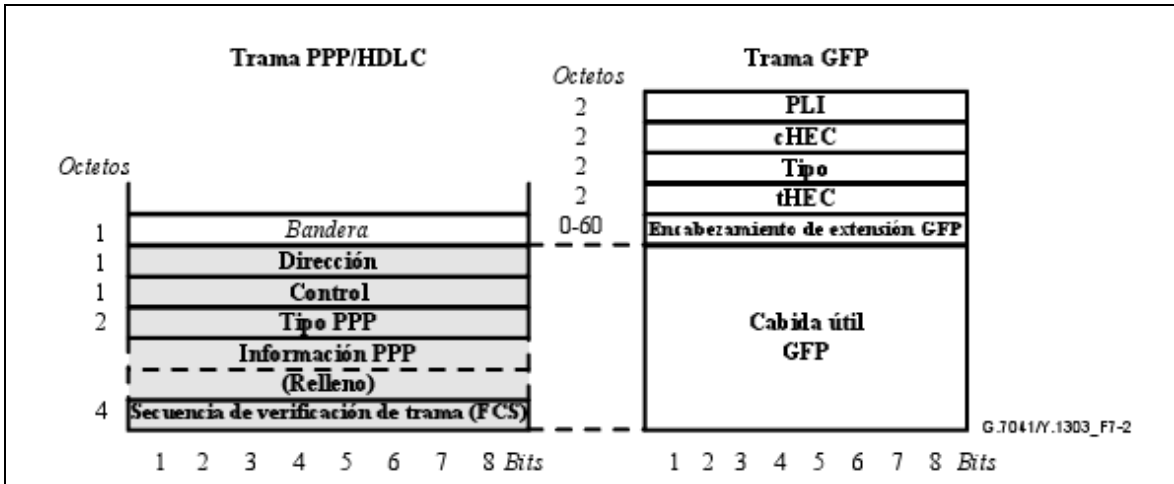 Trama PPP/HDLC
Octetos
1
Bandera
1
Dirección
1
Control
2
Tipo PPP
Información PPP
(Relleno)
4
Secuencia de verificación de trama (FCS)
1 2 3 4 5 6 7 8 Bits
Trama GFP
Octetos
2
PLI
2
cHEC
2
Tipo
2
tHEC
0-60
Encabezamiento de extensión GFP
Cabida útil
GFP
1 2 3 4 5 6 7 8 Bits
G.7041/Y.1303_F7-2